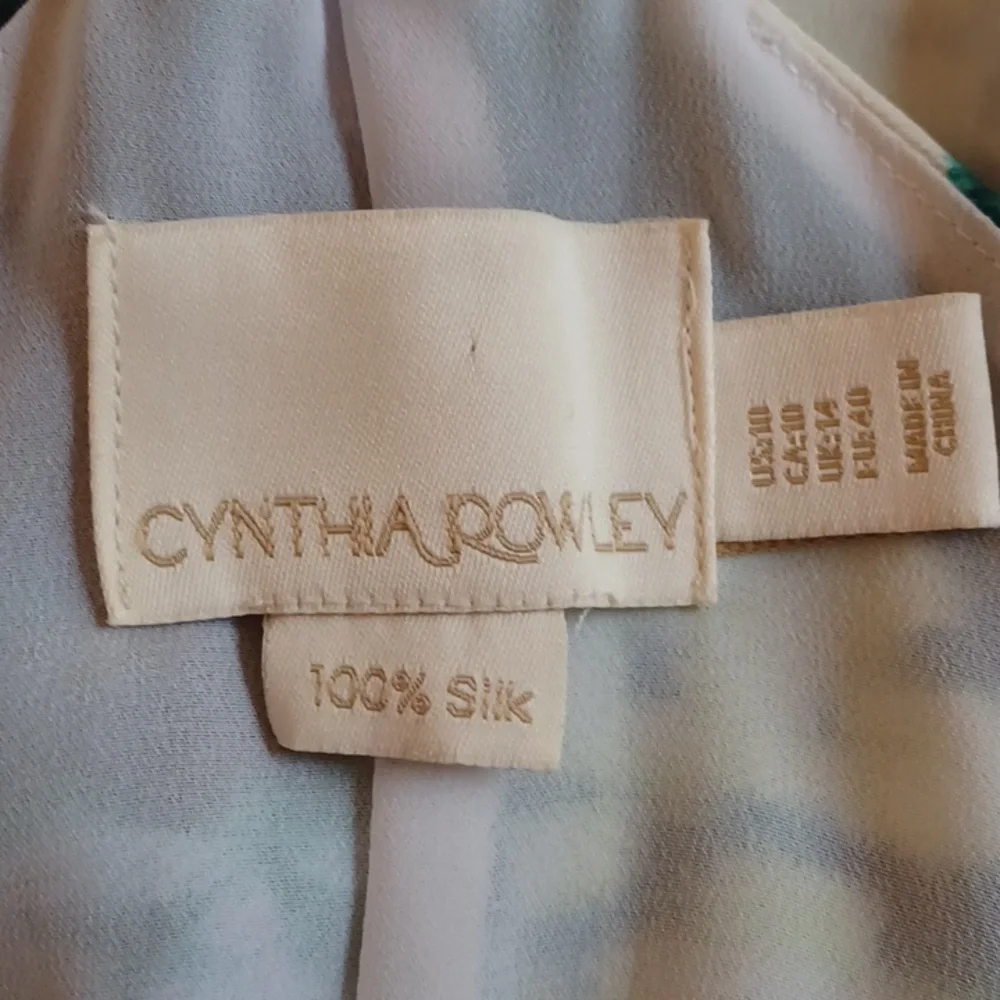 CYNTHIA ROWLEY
100% Silk
US:10
CA:10
UK:14
EU:40
MADE IN
CHINA